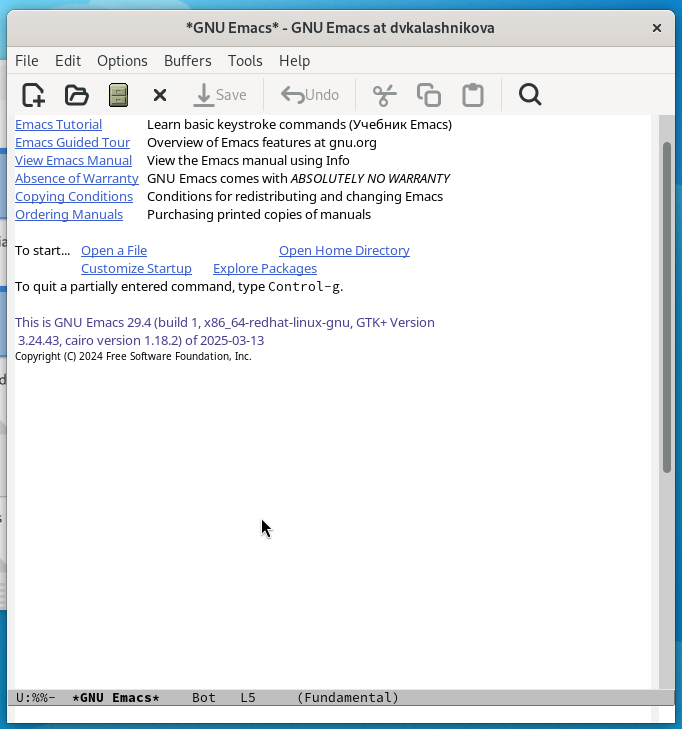 *GNU Emacs* - GNU Emacs at dvkalashnikova
File Edit Options Buffers Tools Help
Save Undo
Emacs Tutorial Learn basic keystroke commands (Учебник Emacs)
Emacs Guided Tour Overview of Emacs features at gnu.org
View Emacs Manual View the Emacs manual using Info
Absence of Warranty GNU Emacs comes with ABSOLUTELY NO WARRANTY
Copying Conditions Conditions for redistributing and changing Emacs
Ordering Manuals Purchasing printed copies of manuals
To start... Open a File Open Home Directory
Customize Startup Explore Packages
To quit a partially entered command, type Control-g.
This is GNU Emacs 29.4 (build 1, x86_64-redhat-linux-gnu, GTK+ Version
3.24.43, cairo version 1.18.2) of 2025-03-13
Copyright (C) 2024 Free Software Foundation, Inc.
U:%%- *GNU Emacs* Bot L5 (Fundamental)